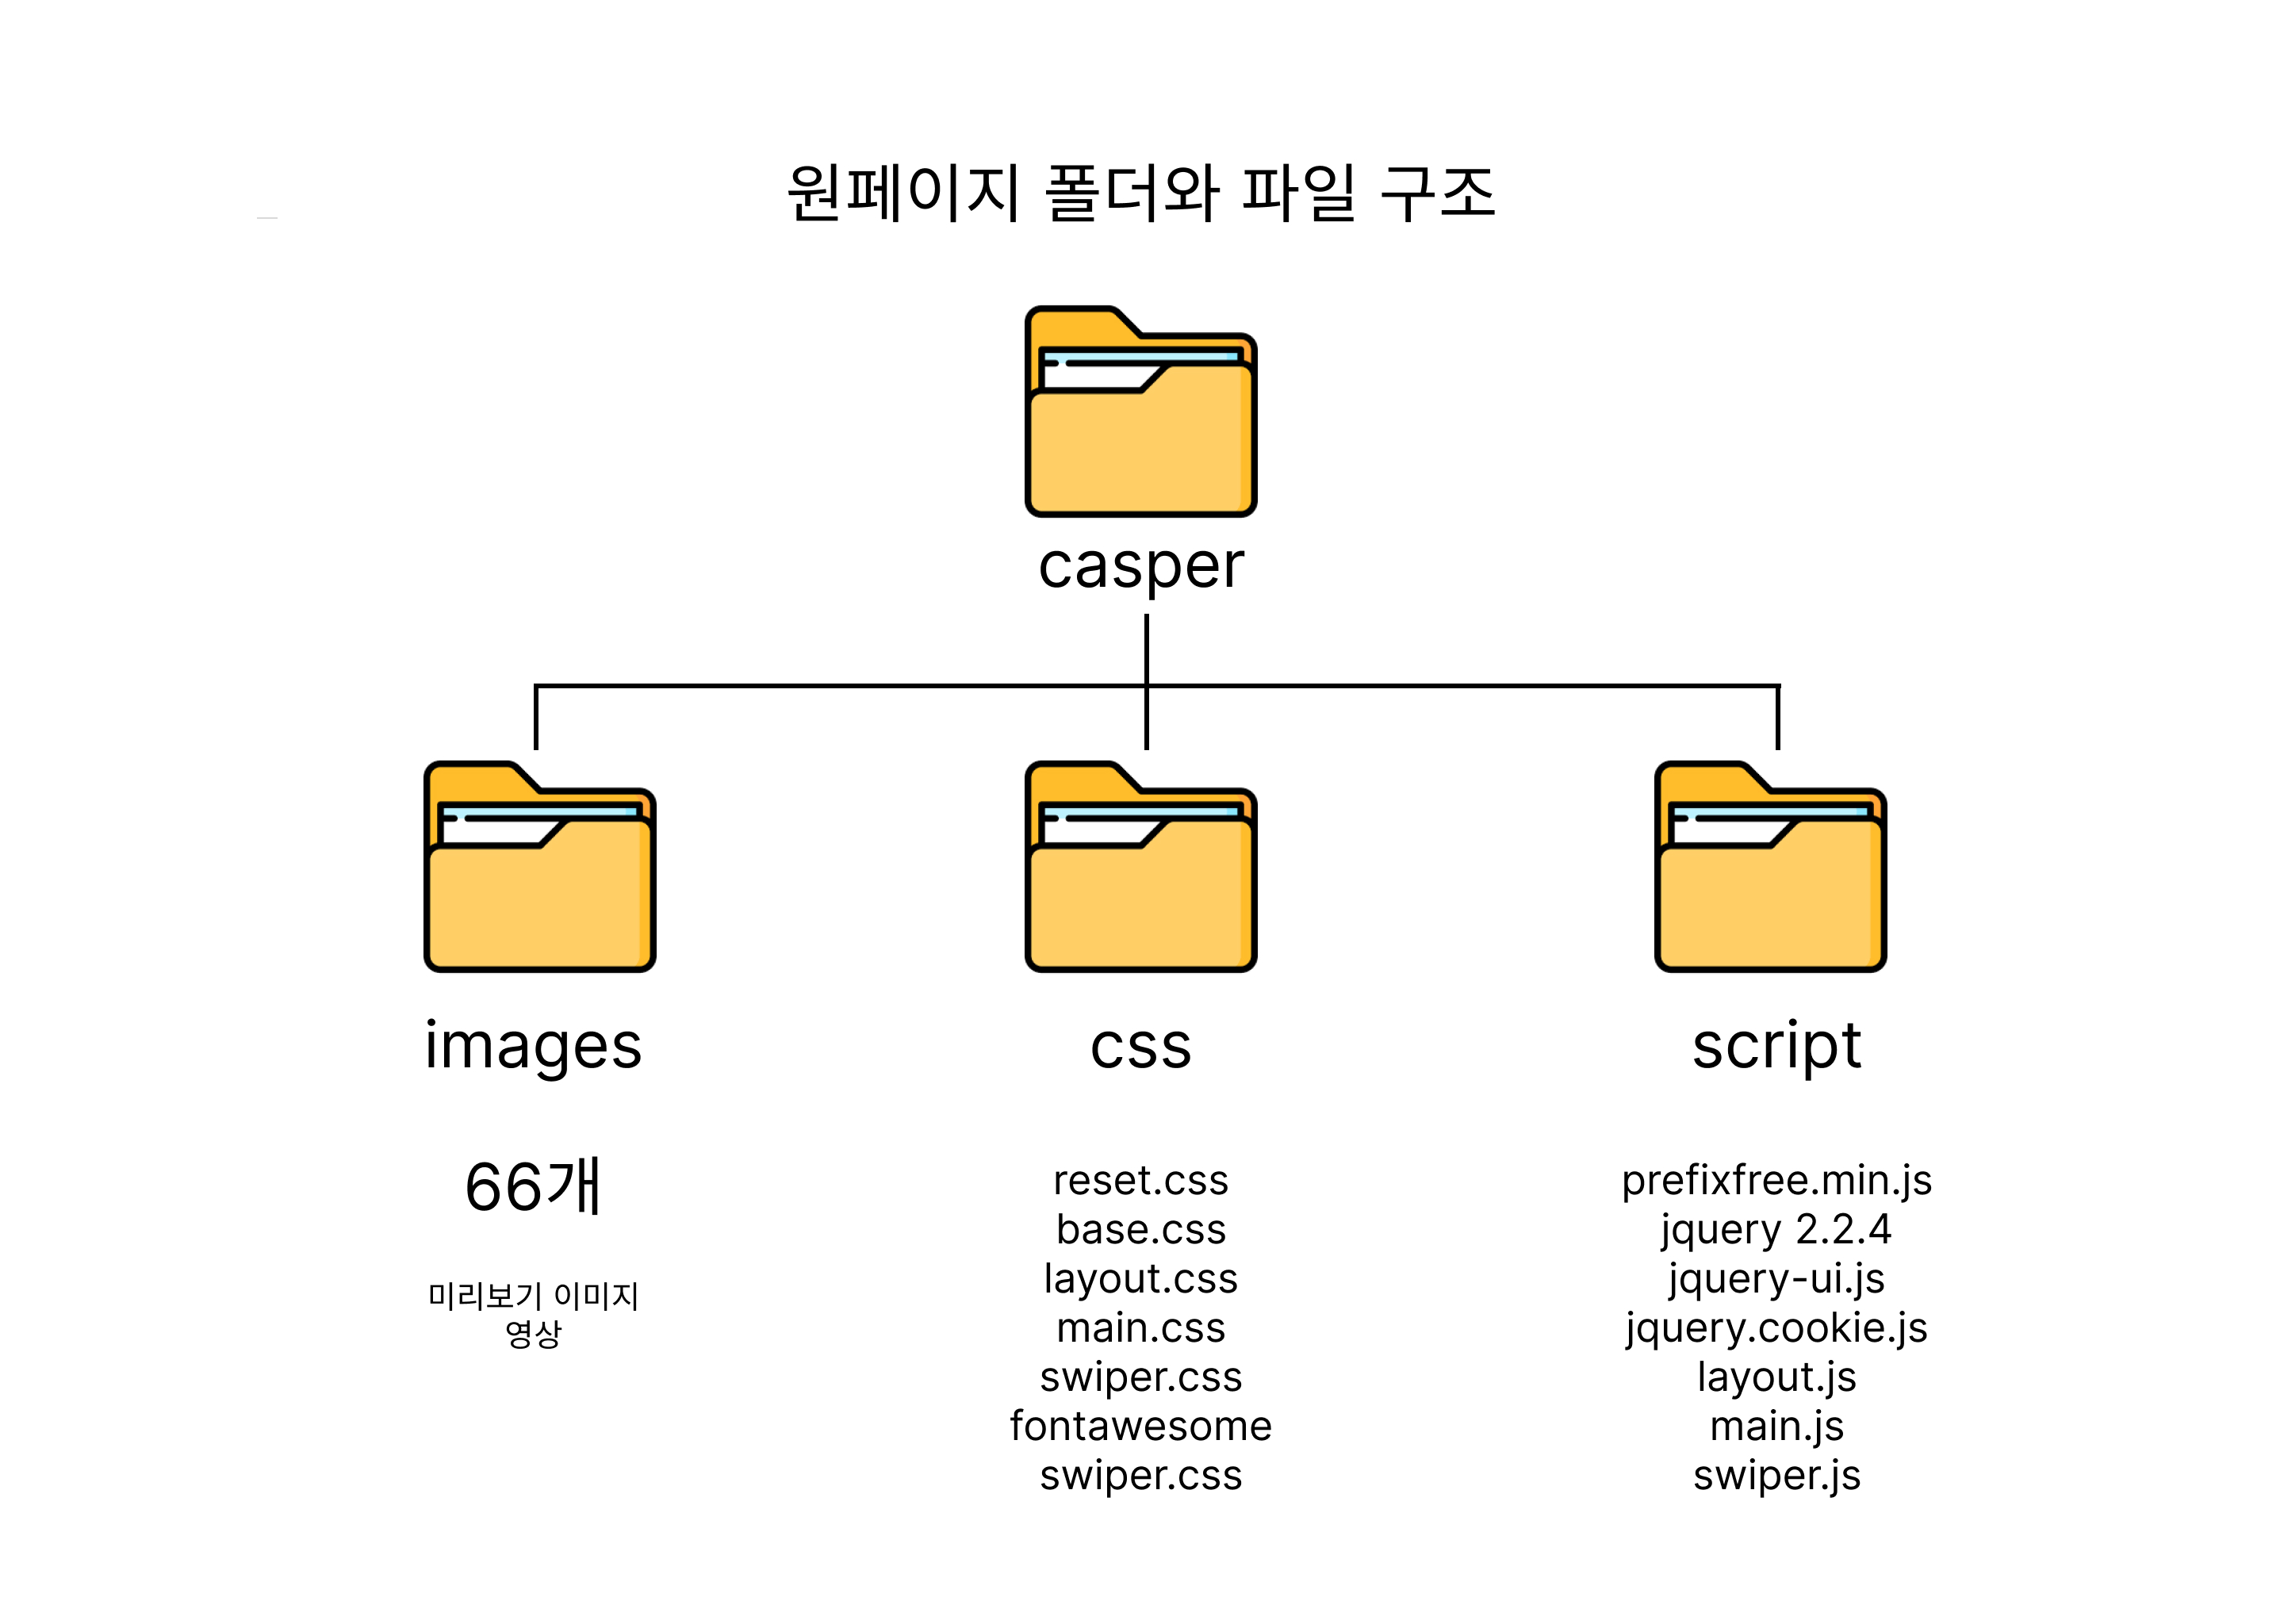 원페이지 폴더와 파일 구조
casper
images
css
script
66개
미리보기 이미지
영상
reset.css
base.css
layout.css
main.css
swiper.css
fontawesome
swiper.css
prefixfree.min.js
jquery 2.2.4
jquery-ui.js
jquery.cookie.js
layout.js
main.js
swiper.js